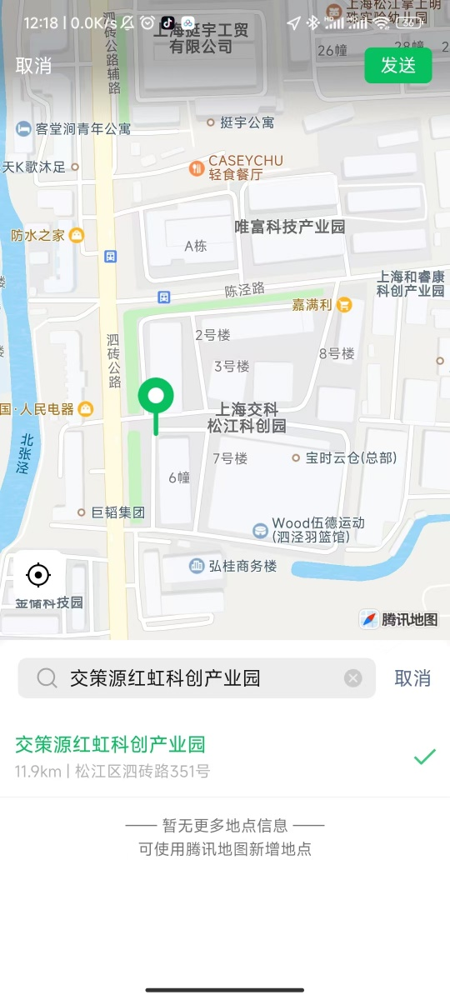 12:18 | 0.0K/s
30
取消
发送
上海挺宇工贸
有限公司
上海松江掌上明
珠实验幼儿园
26幢
28幢
泗砖公路辅路
客堂涧青年公寓
挺宇公寓
天K歌沐足
CASEYCHU
轻食餐厅
唯富科技产业园
防水之家
A栋
陈泾路
上海和睿康
科创产业园
嘉满利
2号楼
泗砖公路
3号楼
8号楼
上海交科
松江科创园
国·人民电器
北张泾
7号楼
宝时云仓(总部)
6幢
巨韬集团
Wood伍德运动
(泗泾羽篮馆)
弘桂商务楼
金储科技园
腾讯地图
交策源红虹科创产业园
取消
交策源红虹科创产业园
11.9km | 松江区泗砖路351号
暂无更多地点信息
可使用腾讯地图新增地点